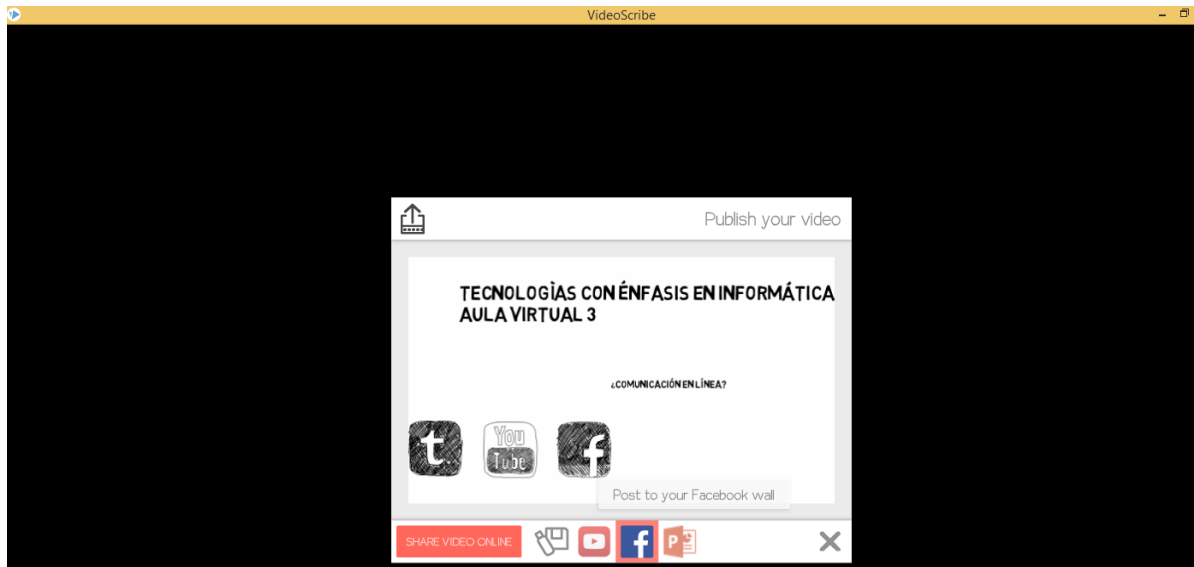 VideoScribe
Publish your video
TECNOLOGÌAS CON ÉNFASIS EN INFORMÁTICA
AULA VIRTUAL 3
¿COMUNICACIÓN EN LÍNEA?
t.
You
Tube
f
Post to your Facebook wall
SHARE VIDEO ONLINE
f
P